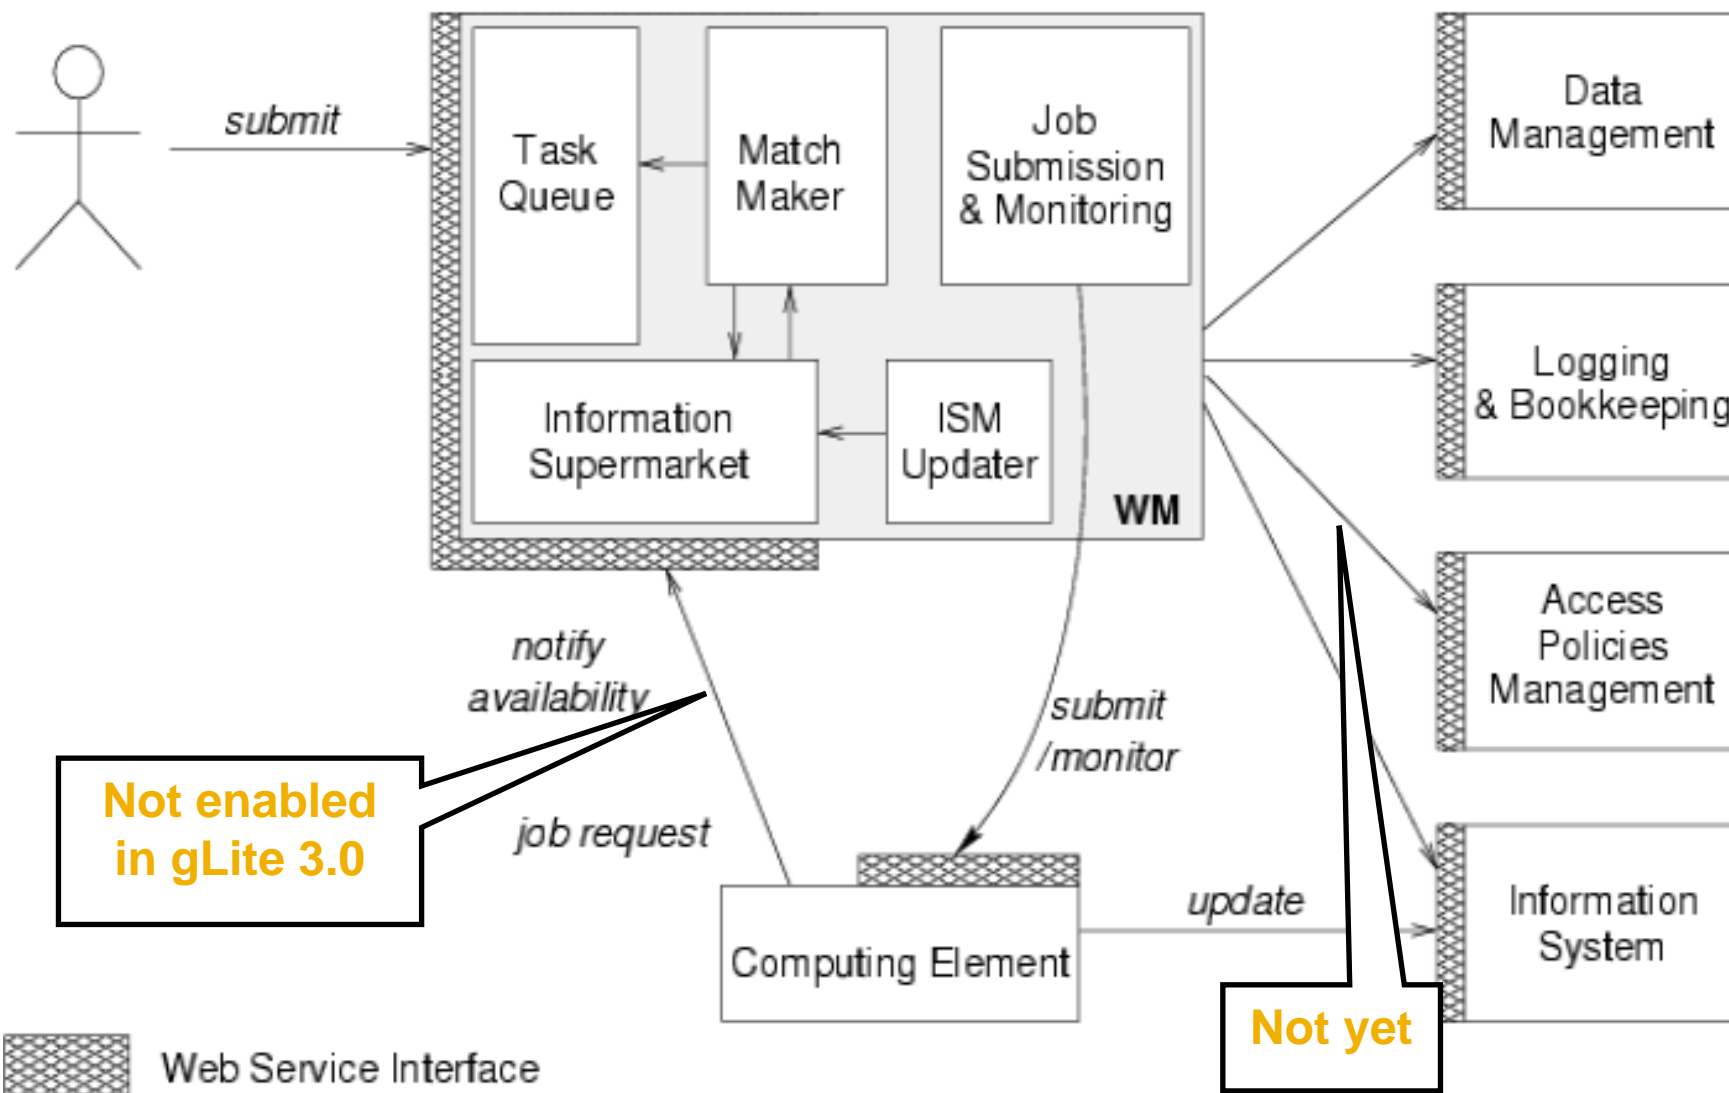 submit
Task
Queue
Match
Maker
Job
Submission
& Monitoring
Data
Management
Information
Supermarket
ISM
Updater
WM
Logging
& Bookkeeping
notify
availability
submit
/monitor
Access
Policies
Management
Not enabled
in gLite 3.0
job request
Computing Element
update
Information
System
Not yet
Web Service Interface